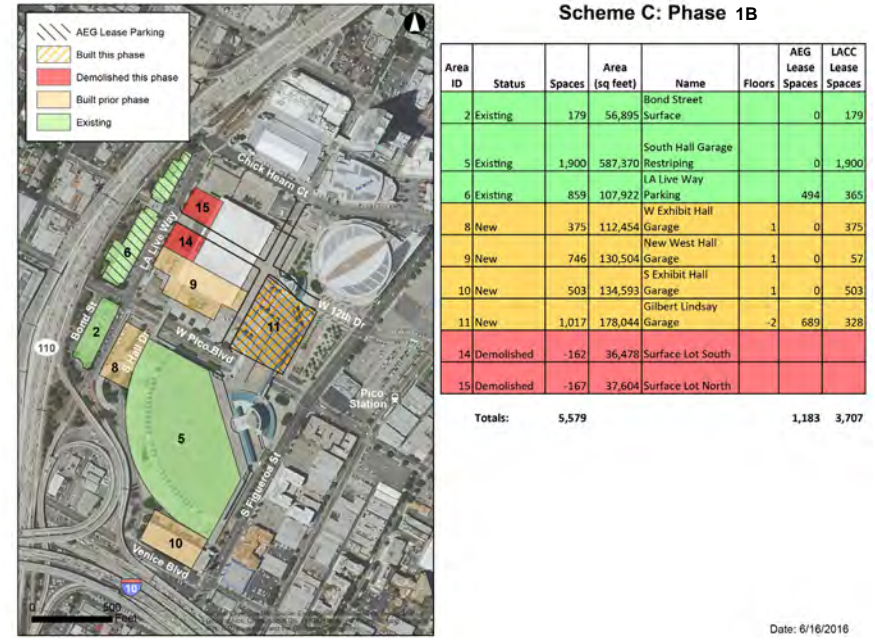 AEG Lease Parking
Built this phase
Demolished this phase
Built prior phase
Existing
Chick Hearn Ct
15
LA Live Way
14
6
9
W 12th Dr
11
Bond St
2
S Hall Dr
W Pico Blvd
110
8
Pico
Station
5
S Figueroa St
10
Venice Blvd
10
0 500
Feet
Scheme C: Phase 1B
Area ID Status Spaces Area (sq feet) Name Floors AEG Lease Spaces LACC Lease Spaces
2 Existing 179 56,895 Bond Street Surface 0 179
5 Existing 1,900 587,370 South Hall Garage Restriping 0 1,900
6 Existing 859 107,922 LA Live Way Parking 494 365
8 New 375 112,454 W Exhibit Hall Garage 1 0 375
9 New 746 130,504 New West Hall Garage 1 0 57
10 New 503 134,593 S Exhibit Hall Garage 1 0 503
11 New 1,017 178,044 Gilbert Lindsay Garage -2 689 328
14 Demolished -162 36,478 Surface Lot South
15 Demolished -167 37,604 Surface Lot North
Totals: 5,579 1,183 3,707
Date: 6/16/2016